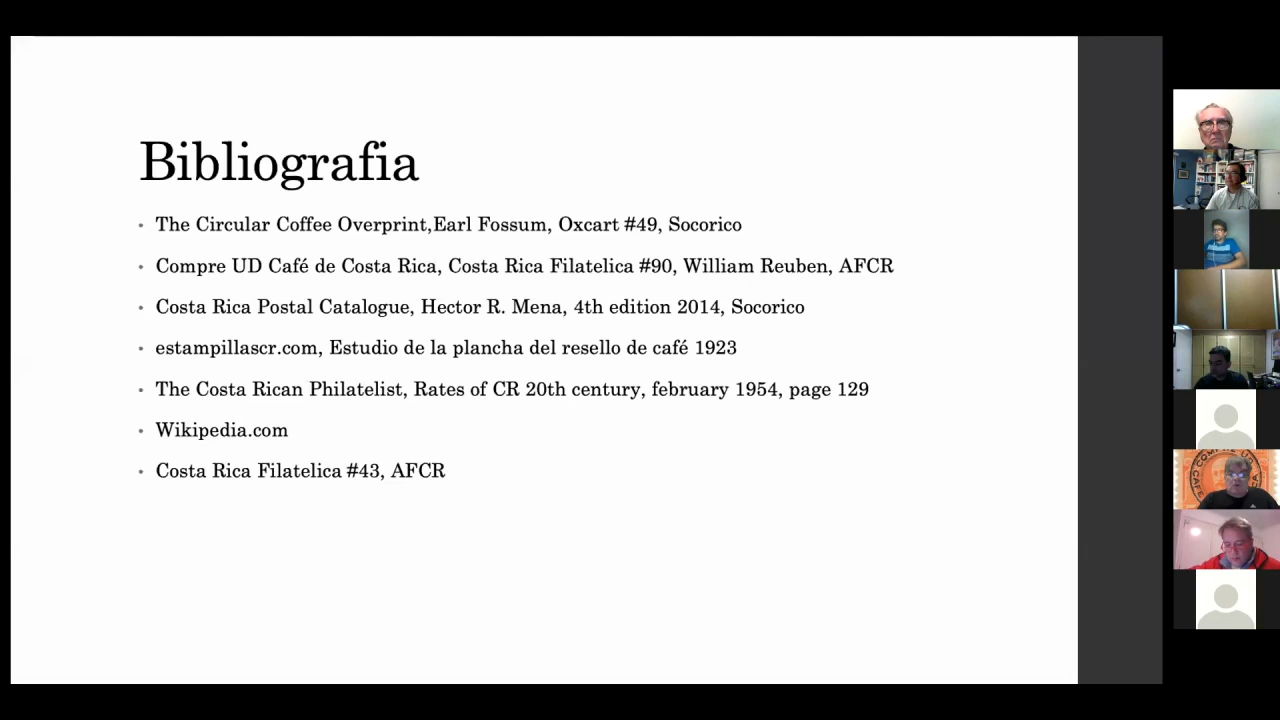 Bibliografia
• The Circular Coffee Overprint,Earl Fossum, Oxcart #49, Socorico
• Compre UD Café de Costa Rica, Costa Rica Filatelica #90, William Reuben, AFCR
• Costa Rica Postal Catalogue, Hector R. Mena, 4th edition 2014, Socorico
• estampillascr.com, Estudio de la plancha del resello de café 1923
• The Costa Rican Philatelist, Rates of CR 20th century, february 1954, page 129
• Wikipedia.com
• Costa Rica Filatelica #43, AFCR
COMPRE UD
CAFE